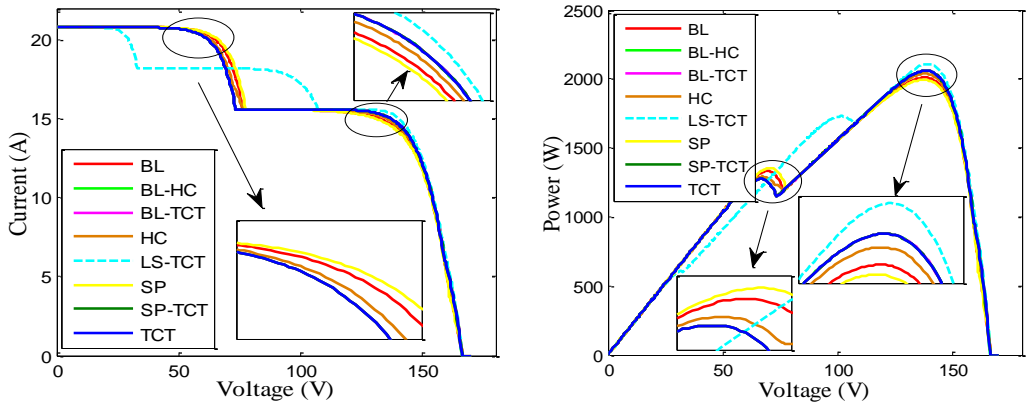 20
15
10
5
0
0
50
100
150
Current (A)
Voltage (V)
BL
BL-HC
BL-TCT
HC
LS-TCT
SP
SP-TCT
TCT
2500
2000
1500
1000
500
0
0
50
100
150
Power (W)
Voltage (V)
BL
BL-HC
BL-TCT
HC
LS-TCT
SP
SP-TCT
TCT